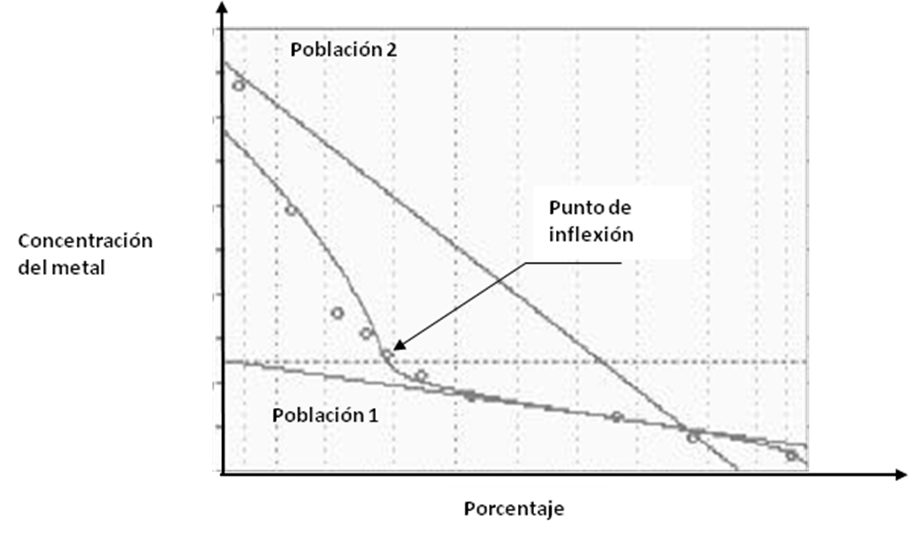 Población 2
Punto de
inflexión
Concentración
del metal
Población 1
Porcentaje